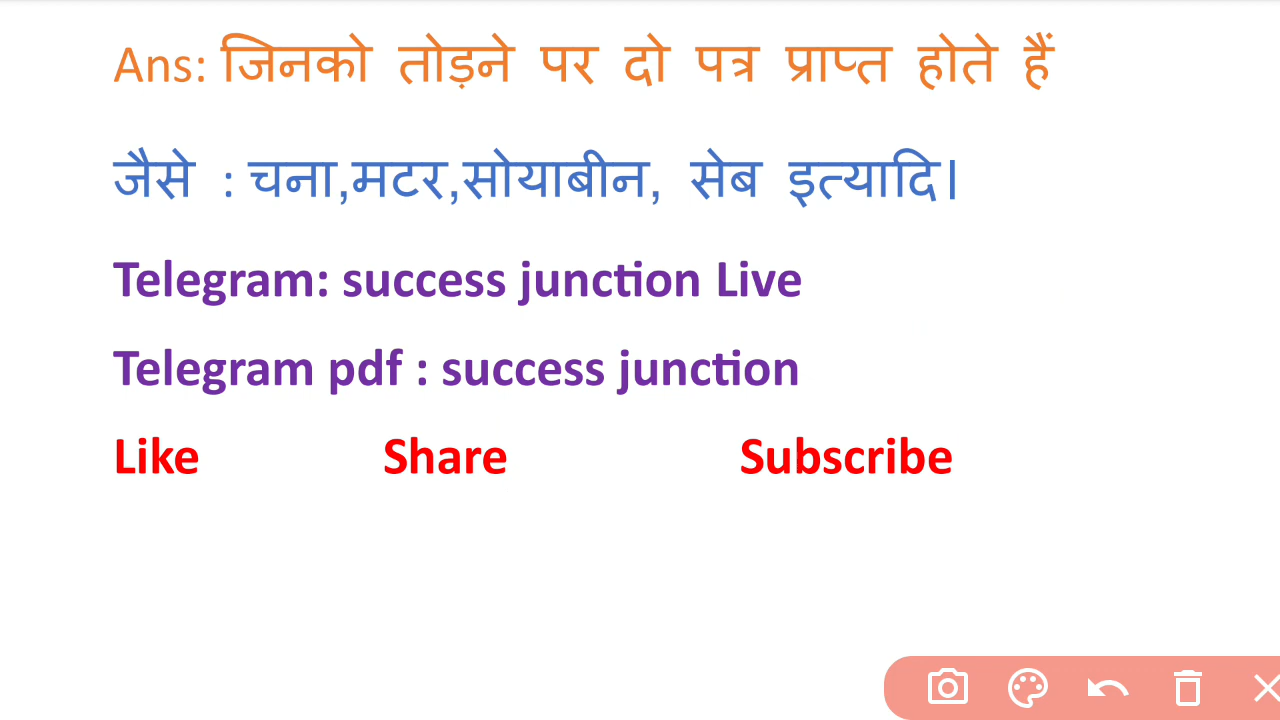 Ans: जिनको तोड़ने पर दो पत्र प्राप्त होते हैं
जैसे : चना,मटर,सोयाबीन, सेब इत्यादि।
Telegram: success junction Live
Telegram pdf : success junction
Like Share Subscribe